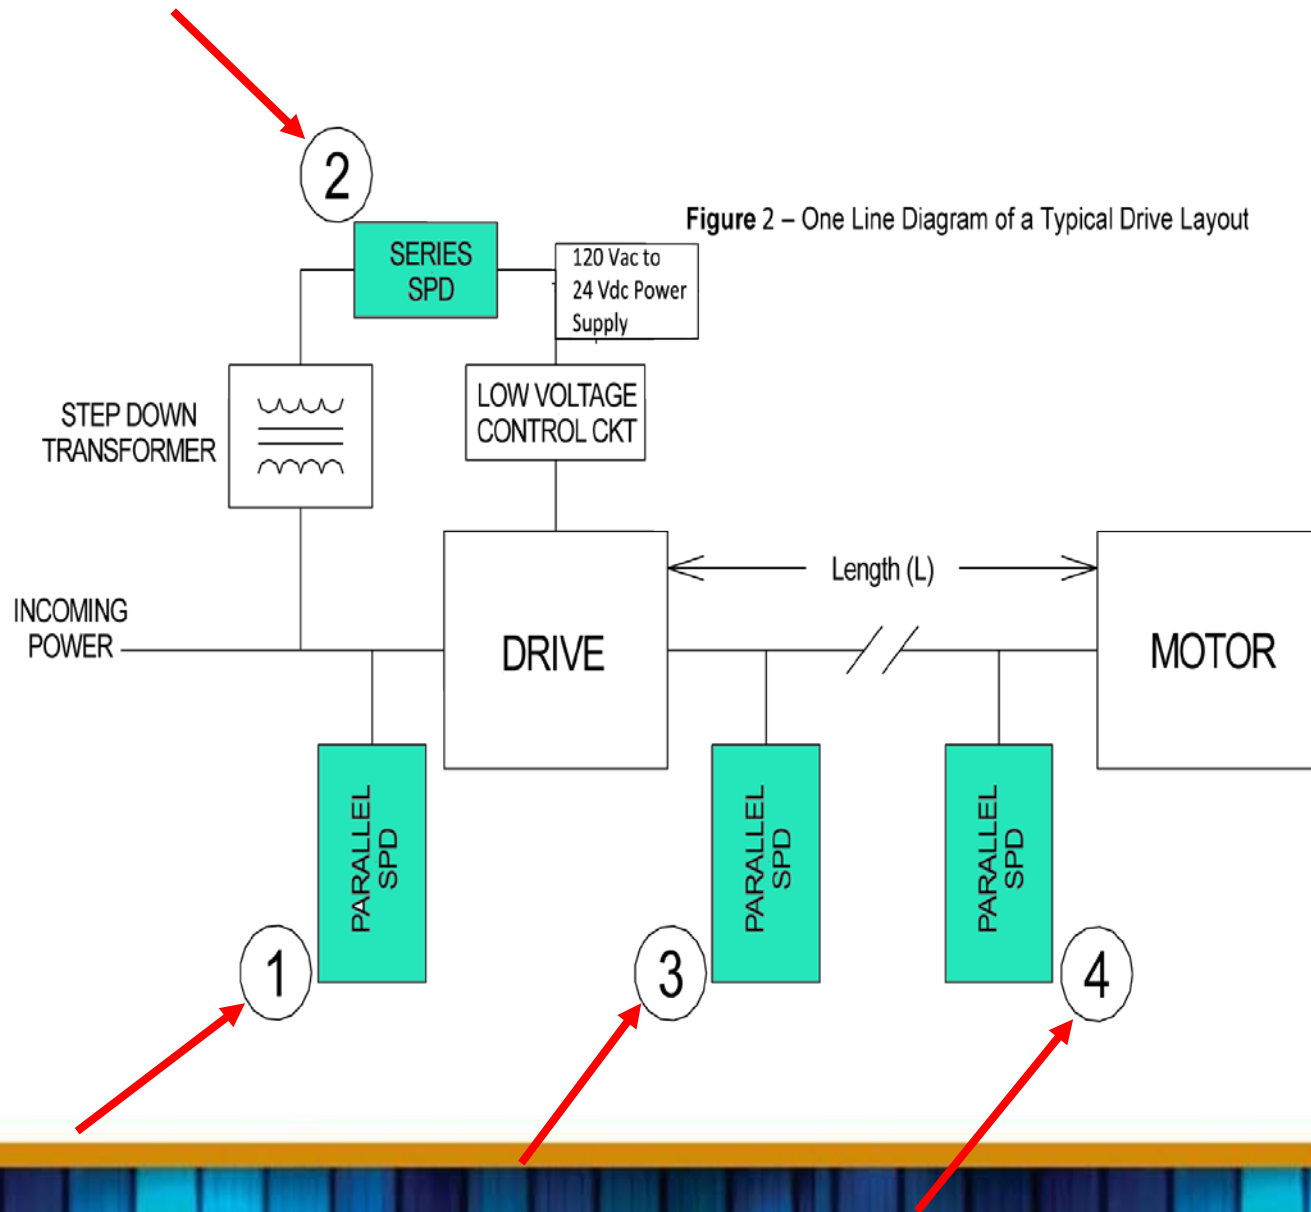 2
Figure 2 – One Line Diagram of a Typical Drive Layout
SERIES
SPD
120 Vac to
24 Vdc Power
Supply
STEP DOWN
TRANSFORMER
LOW VOLTAGE
CONTROL CKT
INCOMING
POWER
DRIVE
Length (L)
MOTOR
PARALLEL
SPD
PARALLEL
SPD
PARALLEL
SPD
1
3
4